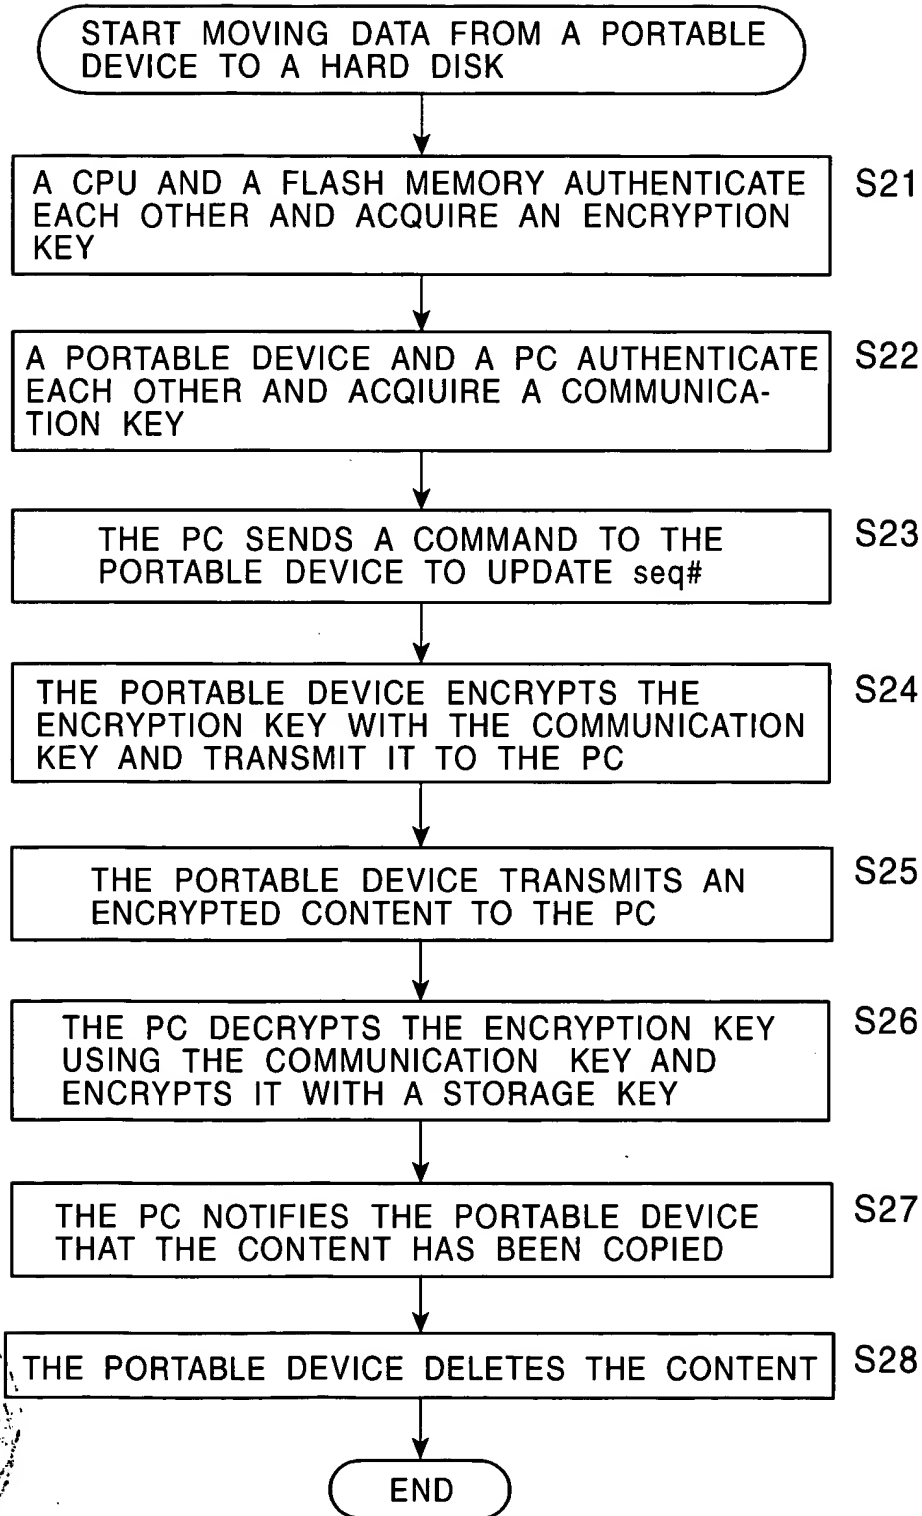 START MOVING DATA FROM A PORTABLE
DEVICE TO A HARD DISK
A CPU AND A FLASH MEMORY AUTHENTICATE
EACH OTHER AND ACQUIRE AN ENCRYPTION
KEY
S21
A PORTABLE DEVICE AND A PC AUTHENTICATE
EACH OTHER AND ACQIUIRE A COMMUNICA-
TION KEY
S22
THE PC SENDS A COMMAND TO THE
PORTABLE DEVICE TO UPDATE seq#
S23
THE PORTABLE DEVICE ENCRYPTS THE
ENCRYPTION KEY WITH THE COMMUNICATION
KEY AND TRANSMIT IT TO THE PC
S24
THE PORTABLE DEVICE TRANSMITS AN
ENCRYPTED CONTENT TO THE PC
S25
THE PC DECRYPTS THE ENCRYPTION KEY
USING THE COMMUNICATION KEY AND
ENCRYPTS IT WITH A STORAGE KEY
S26
THE PC NOTIFIES THE PORTABLE DEVICE
THAT THE CONTENT HAS BEEN COPIED
S27
THE PORTABLE DEVICE DELETES THE CONTENT
S28
END